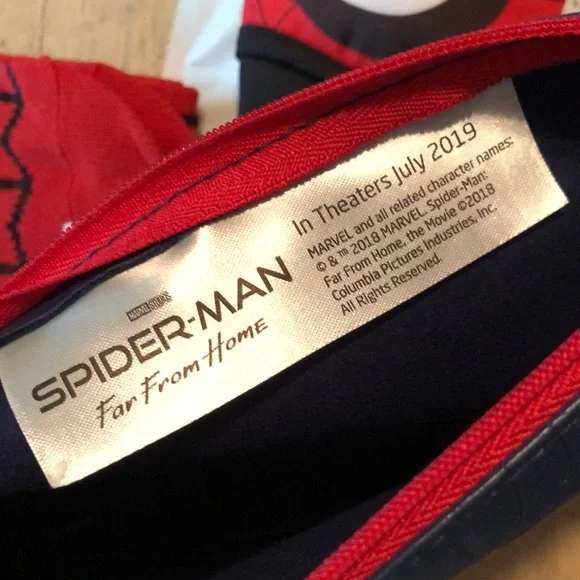 MARVEL STUDIOS
SPIDER-MAN
Far From Home
In Theaters July 2019
MARVEL and all related character names:
© & ™ 2018 MARVEL. Spider-Man:
Far From Home, the Movie ©2018
Columbia Pictures Industries, Inc.
All Rights Reserved.